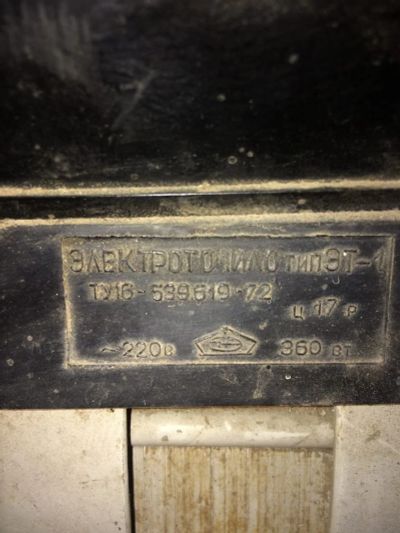 ЭЛЕКТРОТОЧИЛО ТИП ЭТ-1
ТУ16-539.619-72
Ц 17 Р
~220В 360 ВТ